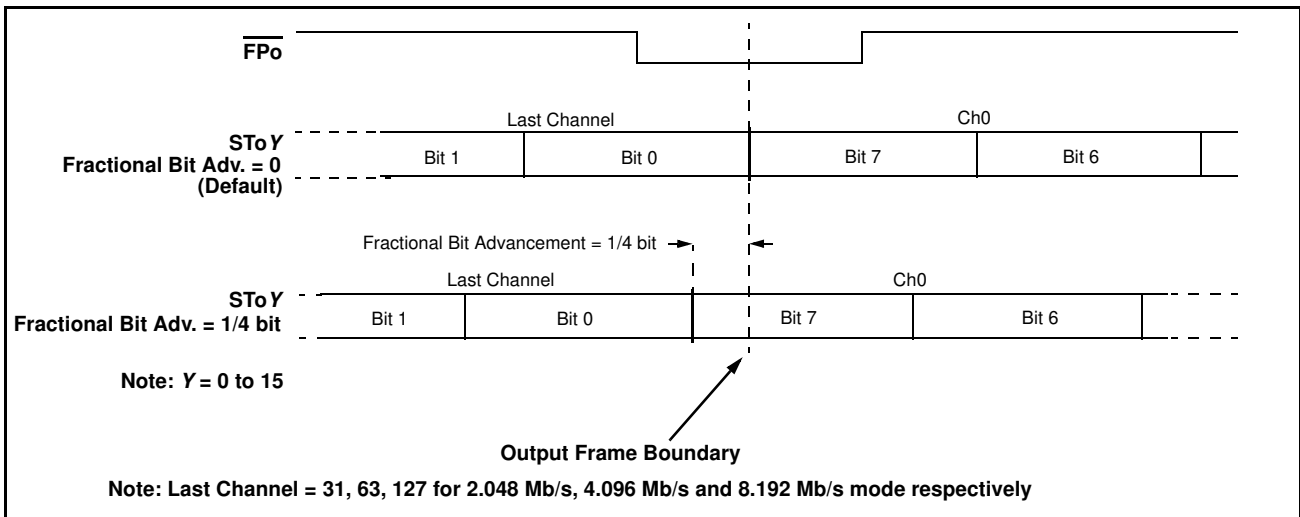 FPo
Last Channel
Ch0
SToY
Fractional Bit Adv. = 0
(Default)
Bit 1
Bit 0
Bit 7
Bit 6
Fractional Bit Advancement = 1/4 bit
Last Channel
Ch0
SToY
Fractional Bit Adv. = 1/4 bit
Bit 1
Bit 0
Bit 7
Bit 6
Note: Y = 0 to 15
Output Frame Boundary
Note: Last Channel = 31, 63, 127 for 2.048 Mb/s, 4.096 Mb/s and 8.192 Mb/s mode respectively